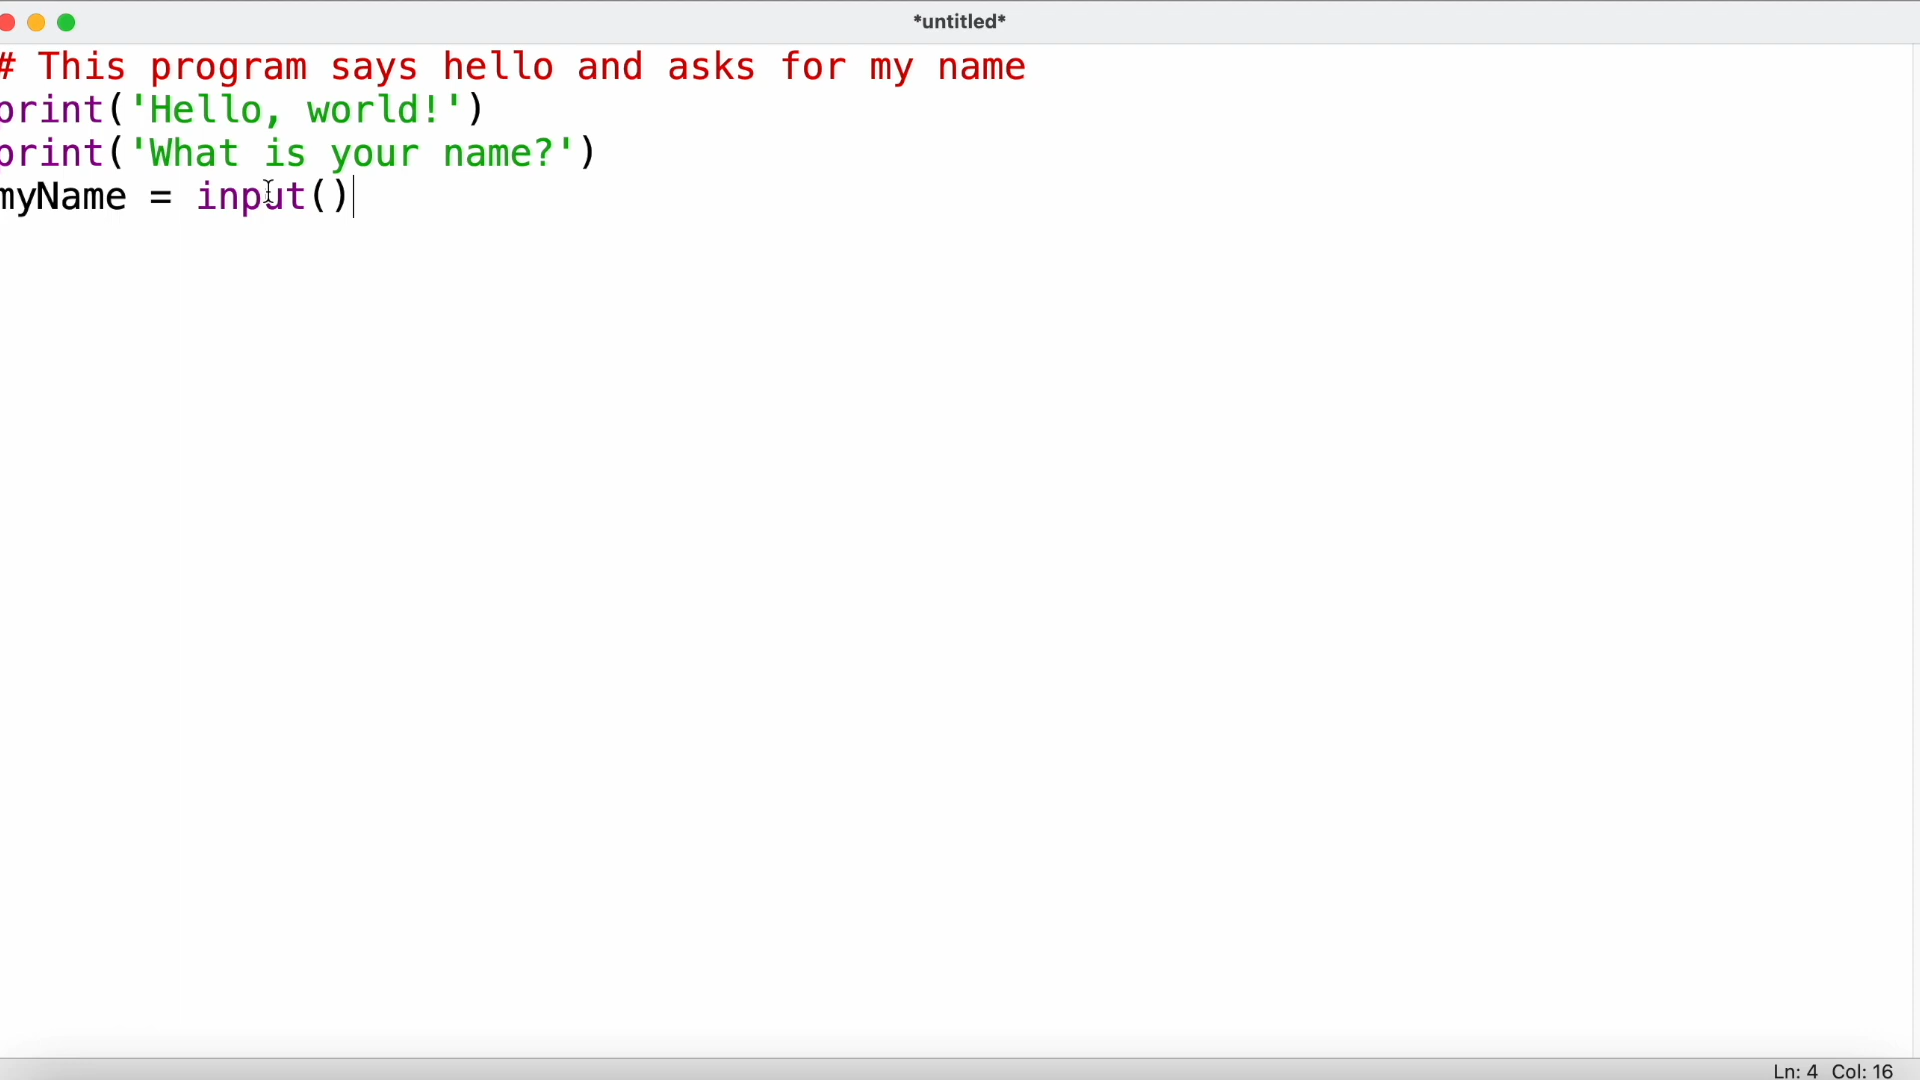 *untitled*
# This program says hello and asks for my name
print('Hello, world!')
print('What is your name?')
myName = input()
Ln: 4 Col: 16